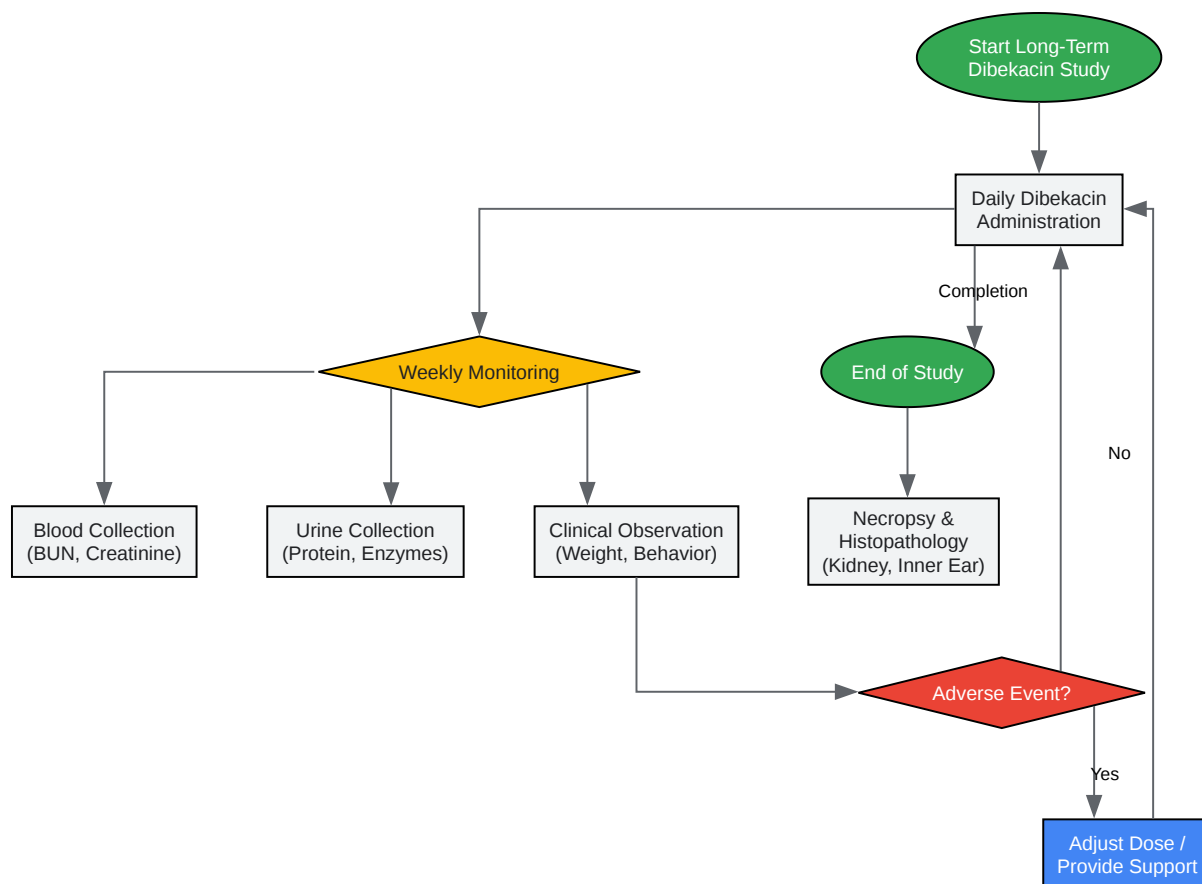 Start Long-Term
Dibekacin Study
Daily Dibekacin
Administration
Completion
Weekly Monitoring
End of Study
No
Blood Collection
(BUN, Creatinine)
Urine Collection
(Protein, Enzymes)
Clinical Observation
(Weight, Behavior)
Necropsy &
Histopathology
(Kidney, Inner Ear)
Adverse Event?
Yes
Adjust Dose /
Provide Support